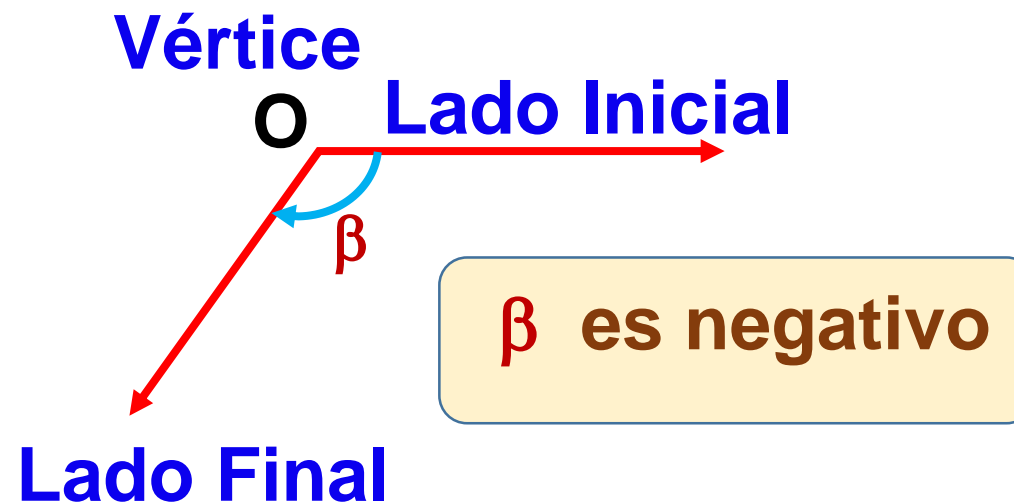 Vértice
O
Lado Inicial
β
β es negativo
Lado Final